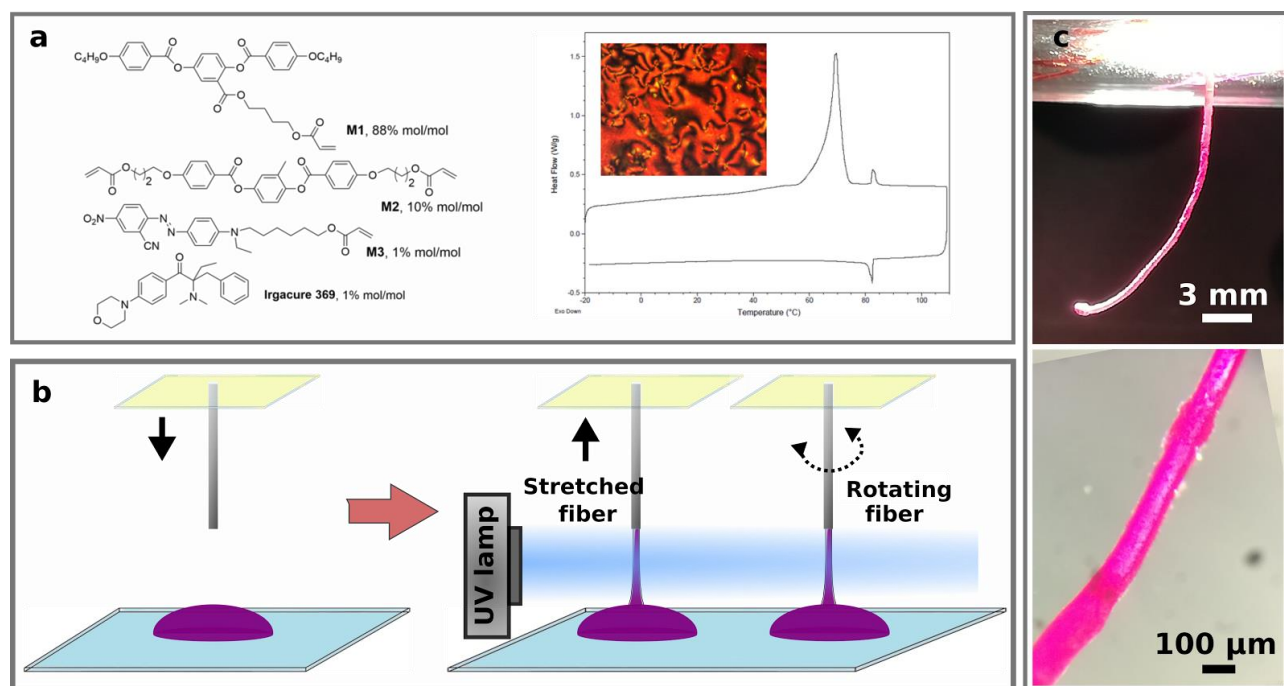 a
C₄H₉O
OC₄H₉
O
O
O
O
O
O
O
O
M1, 88% mol/mol
O
O
2
O
O
O
O
O
O
2
O
O
M2, 10% mol/mol
O₂N
N
N
CN
N
O
O
M3, 1% mol/mol
O
N
O
N
Irgacure 369, 1% mol/mol
Heat Flow (W/g)
1.5
1.0
0.5
0.0
-0.5
-20
0
20
40
60
80
100
Exo Down
Temperature (°C)
b
Stretched
fiber
Rotating
fiber
UV lamp
c
3 mm
100 μm